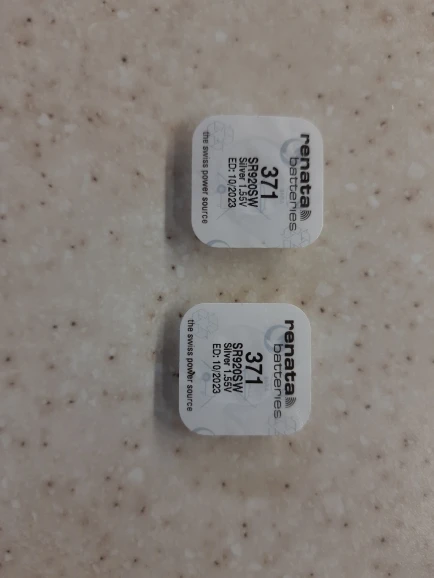 renata
batteries
371
SR920SW
Silver 1.55V
ED: 10/2023
the swiss power source
renata
batteries
371
SR920SW
Silver 1.55V
ED: 10/2023
the swiss power source